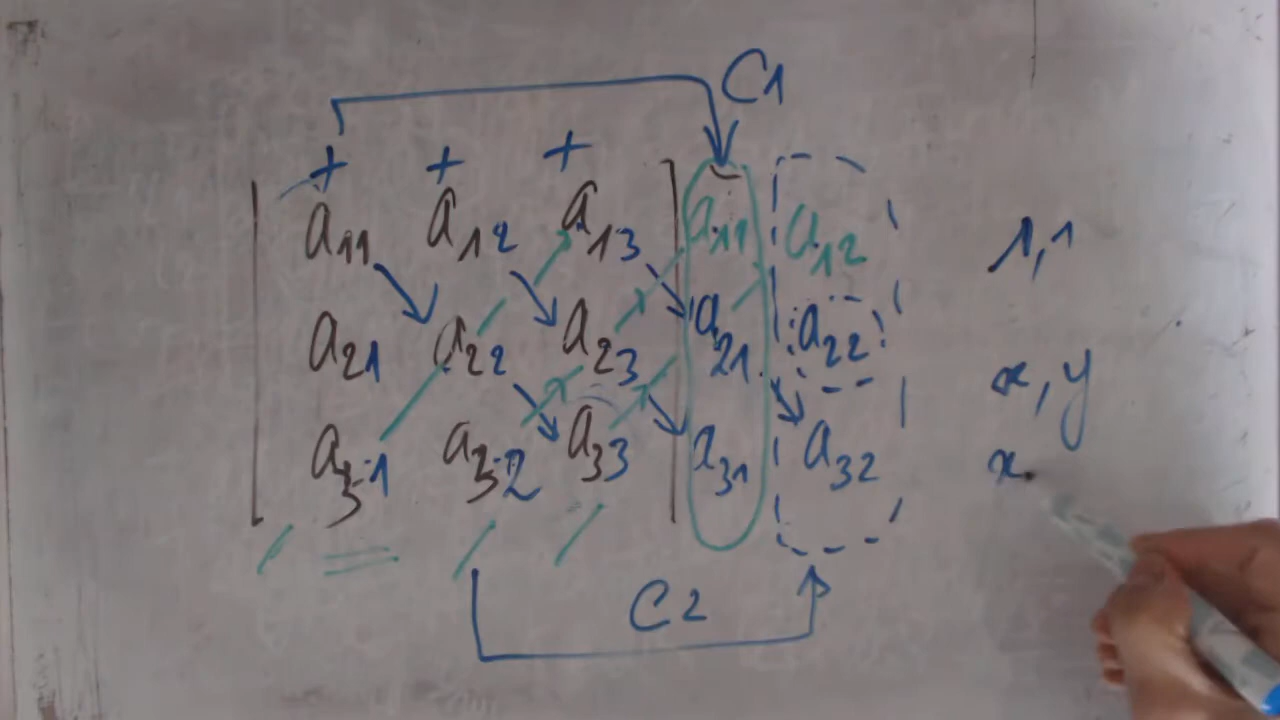 C1
+ + +
a11 a12 a13 a11 a12 1,1
a21 a22 a23 a21 a22 x,y
a31 a32 a33 a31 a32 x
C2